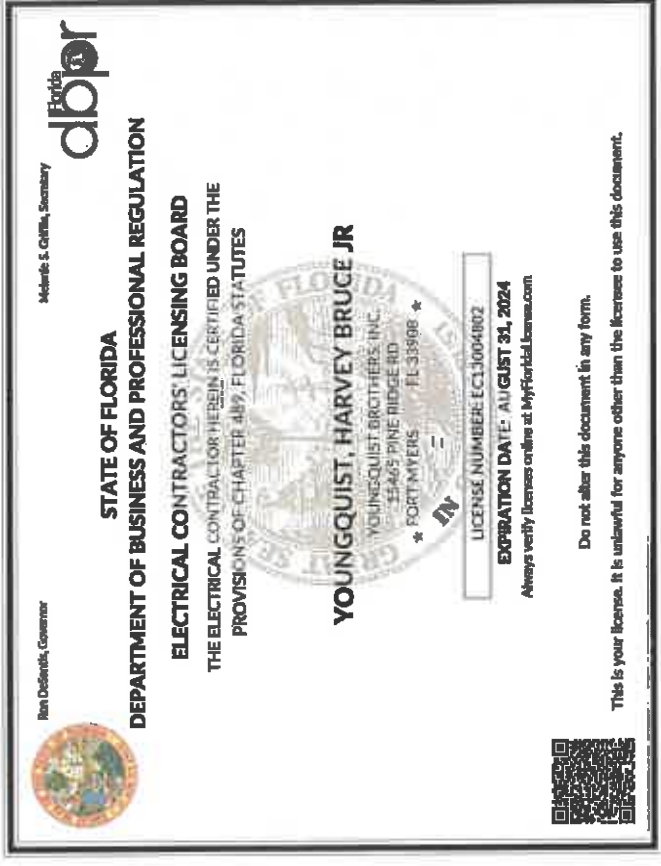 Ron DeSantis, Governor
Melanie S. Griffin, Secretary
Florida
dbpr
STATE OF FLORIDA
DEPARTMENT OF BUSINESS AND PROFESSIONAL REGULATION
ELECTRICAL CONTRACTORS' LICENSING BOARD
THE ELECTRICAL CONTRACTOR HEREIN IS CERTIFIED UNDER THE
PROVISIONS OF CHAPTER 489, FLORIDA STATUTES
YOUNGQUIST, HARVEY BRUCE JR
YOUNGQUIST BROTHERS, INC.
15465 PINE RIDGE RD
FORT MYERS FL 33908
LICENSE NUMBER: EC13004802
EXPIRATION DATE: AUGUST 31, 2024
Always verify licenses online at MyFloridaLicense.com
Do not alter this document in any form.
This is your license. It is unlawful for anyone other than the licensee to use this document.